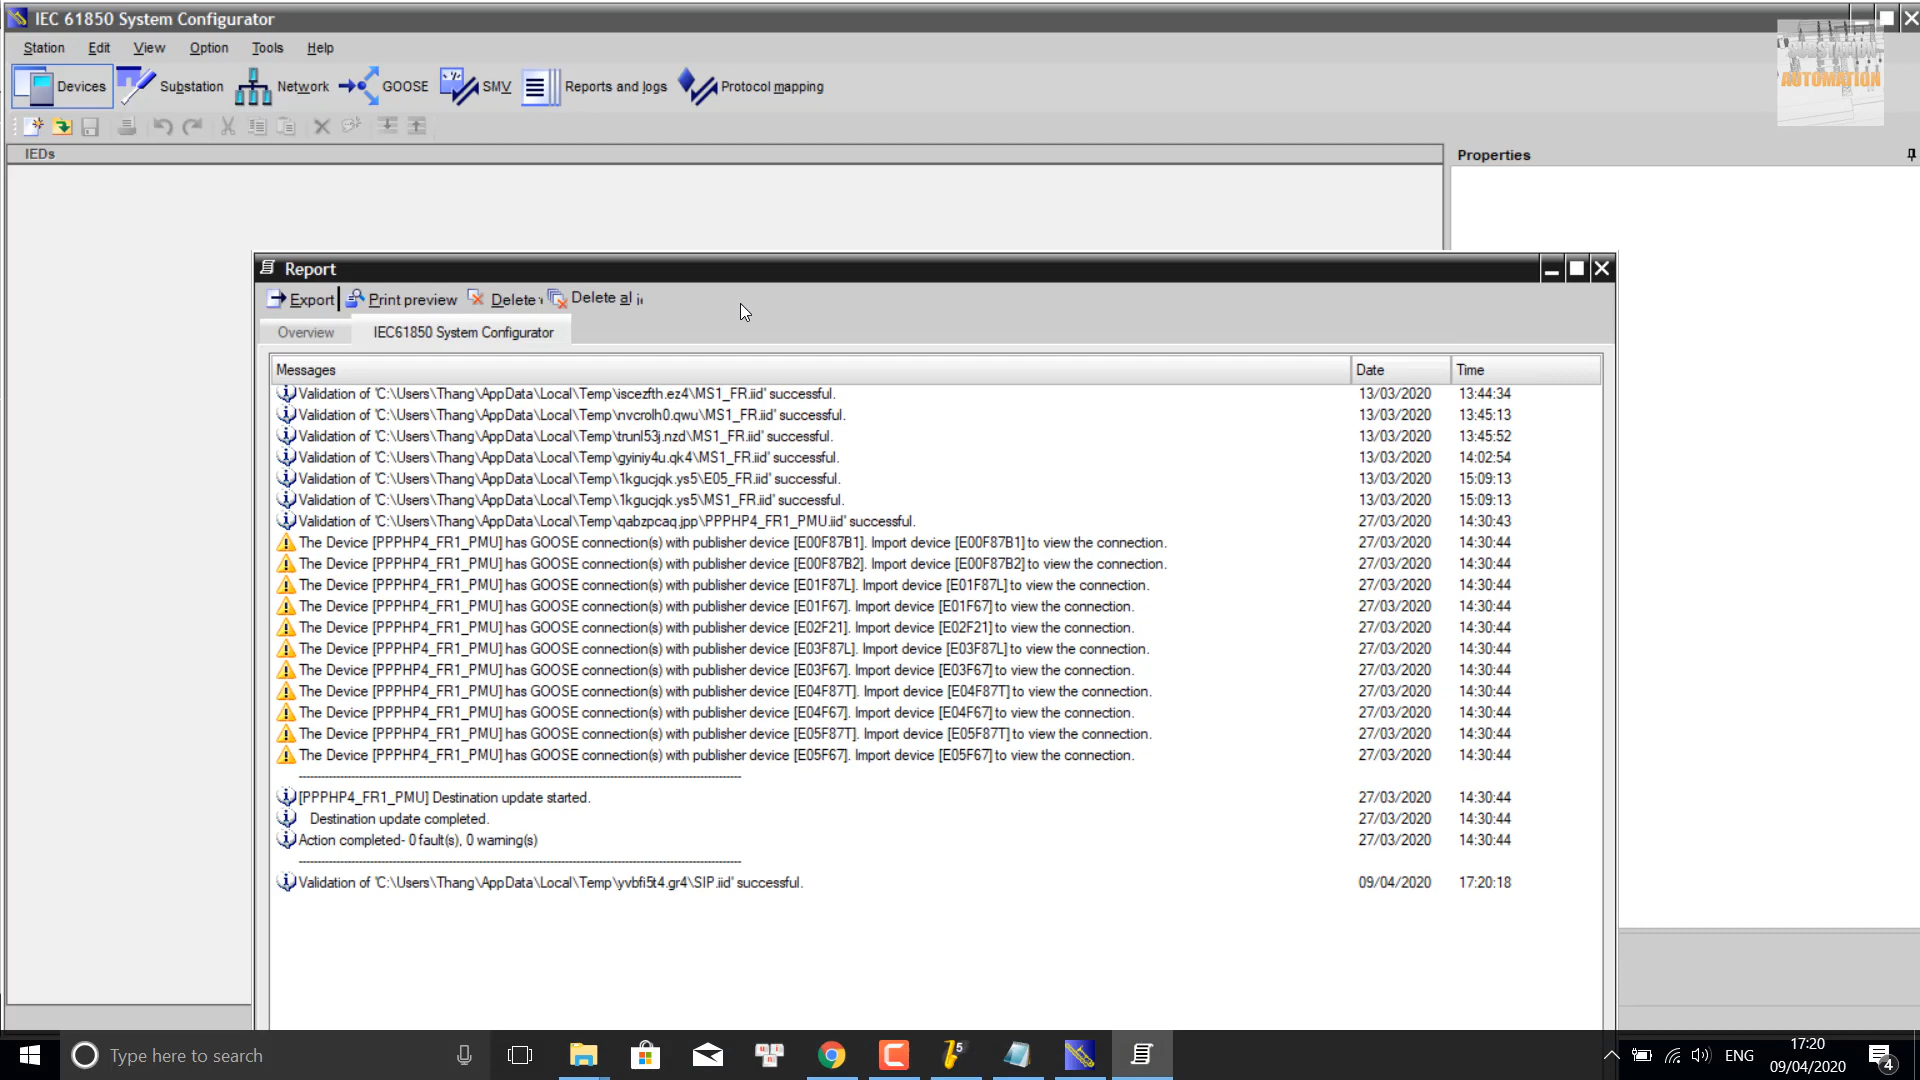 IEC 61850 System Configurator
Station Edit View Option Tools Help
SUBSTATION
AUTOMATION
Devices Substation Network GOOSE SMV Reports and logs Protocol mapping
IEDs
Properties
Report
Export Print preview Delete Delete al
Overview IEC61850 System Configurator
Messages Date Time
Validation of 'C:\Users\Thang\AppData\Local\Temp\iscezfth.ez4\MS1_FR.iid' successful. 13/03/2020 13:44:34
Validation of 'C:\Users\Thang\AppData\Local\Temp\nvcrolh0.qwu\MS1_FR.iid' successful. 13/03/2020 13:45:13
Validation of 'C:\Users\Thang\AppData\Local\Temp\trunl53j.nzd\MS1_FR.iid' successful. 13/03/2020 13:45:52
Validation of 'C:\Users\Thang\AppData\Local\Temp\gyiniy4u.qk4\MS1_FR.iid' successful. 13/03/2020 14:02:54
Validation of 'C:\Users\Thang\AppData\Local\Temp\1kgucjqk.ys5\E05_FR.iid' successful. 13/03/2020 15:09:13
Validation of 'C:\Users\Thang\AppData\Local\Temp\1kgucjqk.ys5\MS1_FR.iid' successful. 13/03/2020 15:09:13
Validation of 'C:\Users\Thang\AppData\Local\Temp\qabzpcaq.jpp\PPPHP4_FR1_PMU.iid' successful. 27/03/2020 14:30:43
The Device [PPPHP4_FR1_PMU] has GOOSE connection(s) with publisher device [E00F87B1]. Import device [E00F87B1] to view the connection. 27/03/2020 14:30:44
The Device [PPPHP4_FR1_PMU] has GOOSE connection(s) with publisher device [E00F87B2]. Import device [E00F87B2] to view the connection. 27/03/2020 14:30:44
The Device [PPPHP4_FR1_PMU] has GOOSE connection(s) with publisher device [E01F87L]. Import device [E01F87L] to view the connection. 27/03/2020 14:30:44
The Device [PPPHP4_FR1_PMU] has GOOSE connection(s) with publisher device [E01F67]. Import device [E01F67] to view the connection. 27/03/2020 14:30:44
The Device [PPPHP4_FR1_PMU] has GOOSE connection(s) with publisher device [E02F21]. Import device [E02F21] to view the connection. 27/03/2020 14:30:44
The Device [PPPHP4_FR1_PMU] has GOOSE connection(s) with publisher device [E03F87L]. Import device [E03F87L] to view the connection. 27/03/2020 14:30:44
The Device [PPPHP4_FR1_PMU] has GOOSE connection(s) with publisher device [E03F67]. Import device [E03F67] to view the connection. 27/03/2020 14:30:44
The Device [PPPHP4_FR1_PMU] has GOOSE connection(s) with publisher device [E04F87T]. Import device [E04F87T] to view the connection. 27/03/2020 14:30:44
The Device [PPPHP4_FR1_PMU] has GOOSE connection(s) with publisher device [E04F67]. Import device [E04F67] to view the connection. 27/03/2020 14:30:44
The Device [PPPHP4_FR1_PMU] has GOOSE connection(s) with publisher device [E05F87T]. Import device [E05F87T] to view the connection. 27/03/2020 14:30:44
The Device [PPPHP4_FR1_PMU] has GOOSE connection(s) with publisher device [E05F67]. Import device [E05F67] to view the connection. 27/03/2020 14:30:44
[PPPHP4_FR1_PMU] Destination update started. 27/03/2020 14:30:44
Destination update completed. 27/03/2020 14:30:44
Action completed- 0 fault(s), 0 warning(s) 27/03/2020 14:30:44
Validation of 'C:\Users\Thang\AppData\Local\Temp\yvbfi5t4.gr4\SIP.iid' successful. 09/04/2020 17:20:18
Type here to search
ENG
17:20
09/04/2020
4